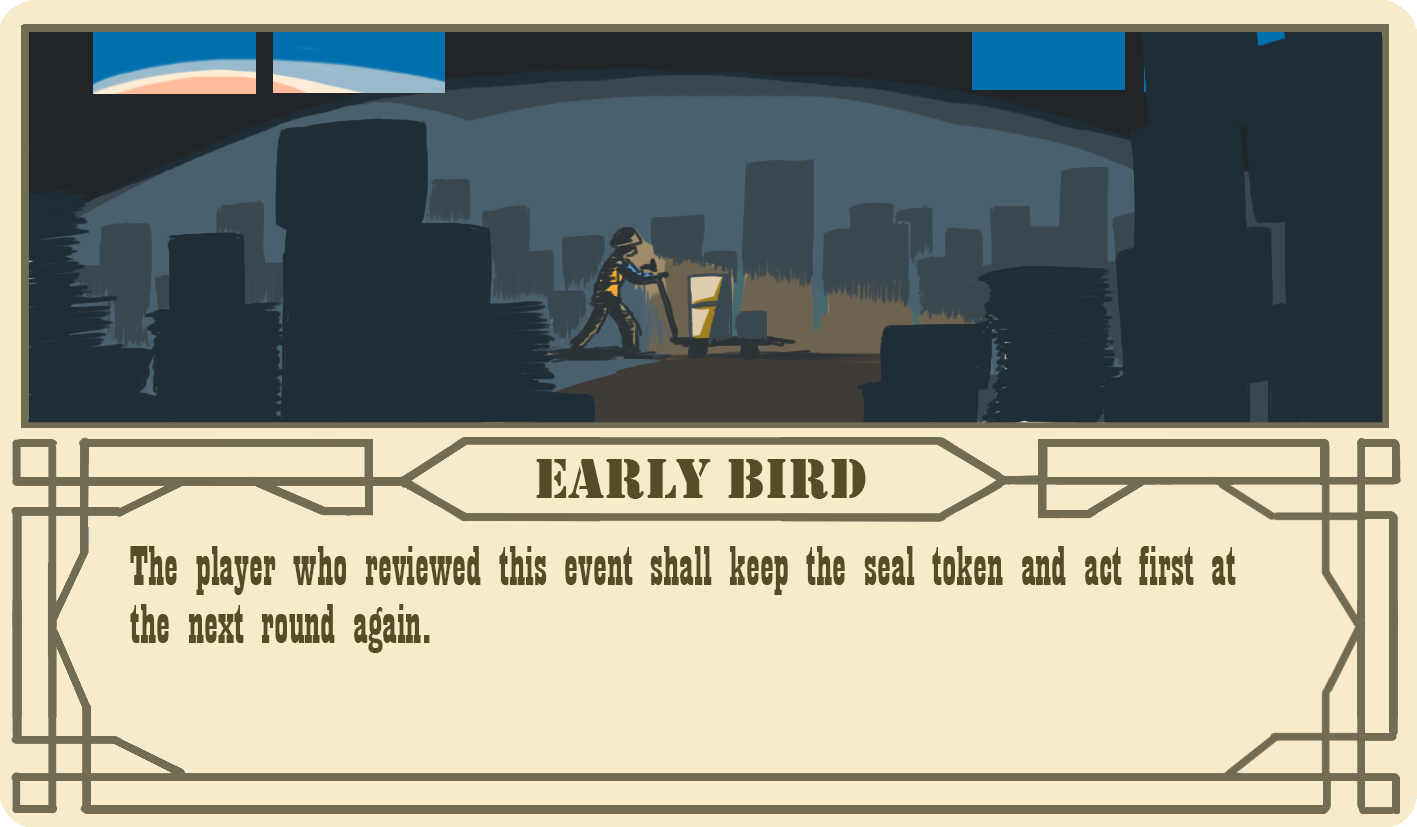 EARLY BIRD
The player who reviewed this event shall keep the seal token and act first at
the next round again.